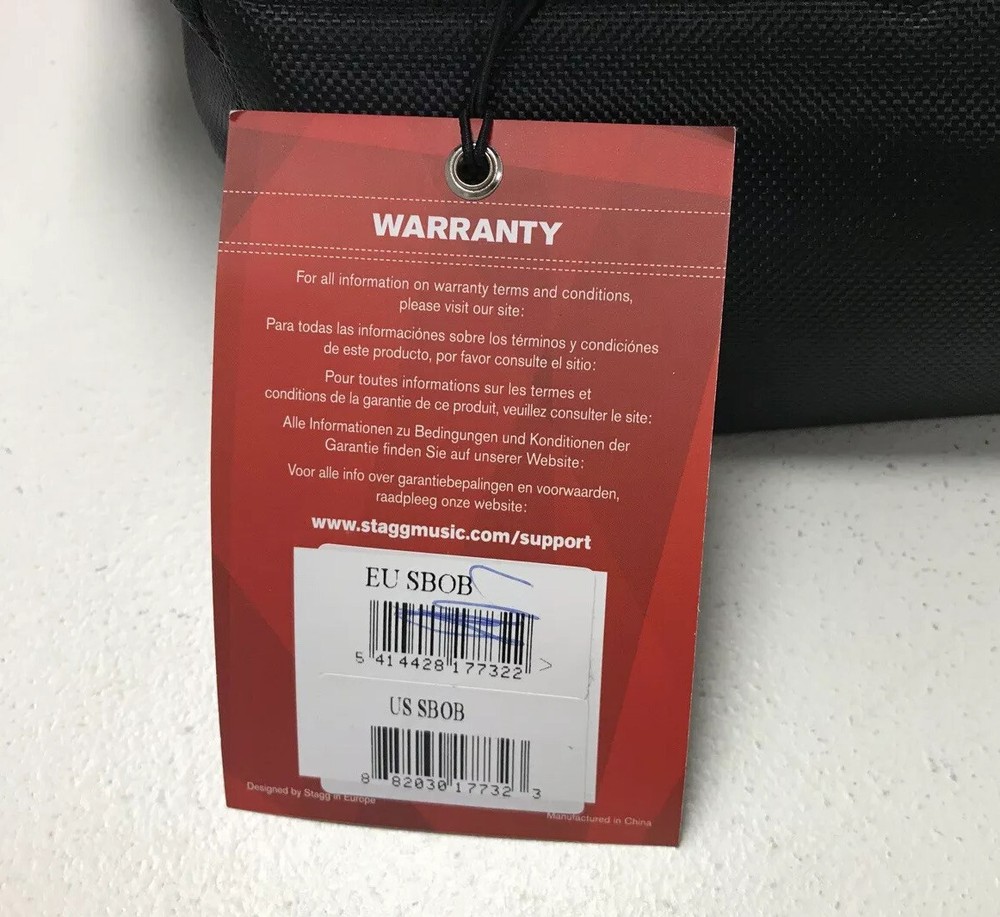 WARRANTY
For all information on warranty terms and conditions,
please visit our site:
Para todas las informaciónes sobre los términos y condiciónes
de este producto, por favor consulte el sitio:
Pour toutes informations sur les termes et
conditions de la garantie de ce produit, veuillez consulter le site:
Alle Informationen zu Bedingungen und Konditionen der
Garantie finden Sie auf unserer Website:
Voor alle info over garantiebepalingen en voorwaarden,
raadpleeg onze website:
www.staggmusic.com/support
EU SBOB
5 414428 177322 >
US SBOB
8 82030 17732 3
Designed by Stagg in Europe
Manufactured in China